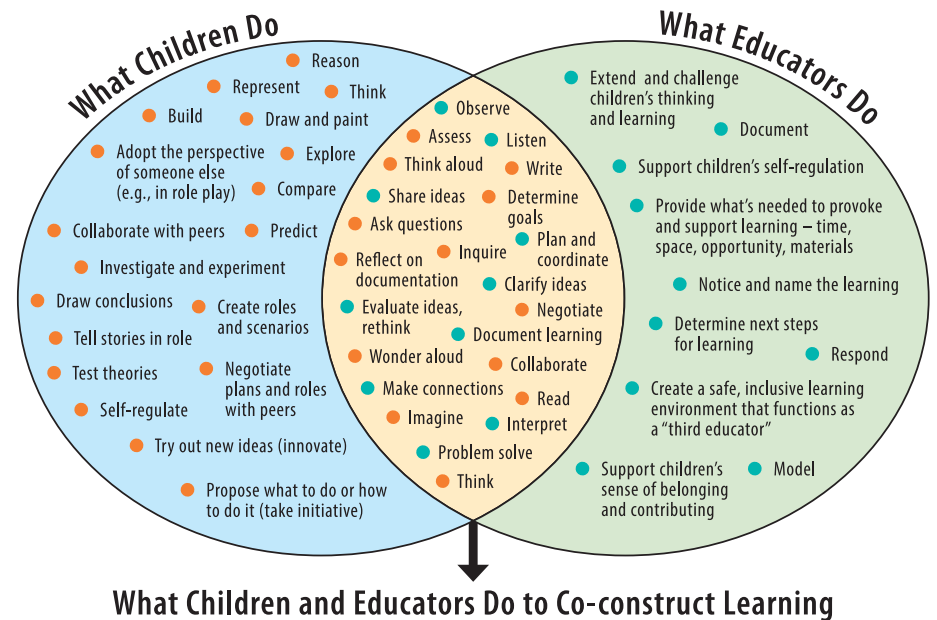 What Children Do
What Educators Do
Reason
Represent
Think
Build
Draw and paint
Adopt the perspective
of someone else
(e.g., in role play)
Explore
Compare
Collaborate with peers
Predict
Investigate and experiment
Draw conclusions
Create roles
and scenarios
Tell stories in role
Test theories
Negotiate
plans and roles
with peers
Self-regulate
Try out new ideas (innovate)
Propose what to do or how
to do it (take initiative)
Observe
Assess
Listen
Think aloud
Write
Share ideas
Determine
goals
Ask questions
Plan and
coordinate
Inquire
Reflect on
documentation
Clarify ideas
Evaluate ideas,
rethink
Negotiate
Document learning
Wonder aloud
Collaborate
Make connections
Read
Imagine
Interpret
Problem solve
Think
Extend and challenge
children's thinking
and learning
Document
Support children's self-regulation
Provide what's needed to provoke
and support learning – time,
space, opportunity, materials
Notice and name the learning
Determine next steps
for learning
Respond
Create a safe, inclusive learning
environment that functions as
a “third educator”
Support children's
sense of belonging
and contributing
Model
What Children and Educators Do to Co-construct Learning